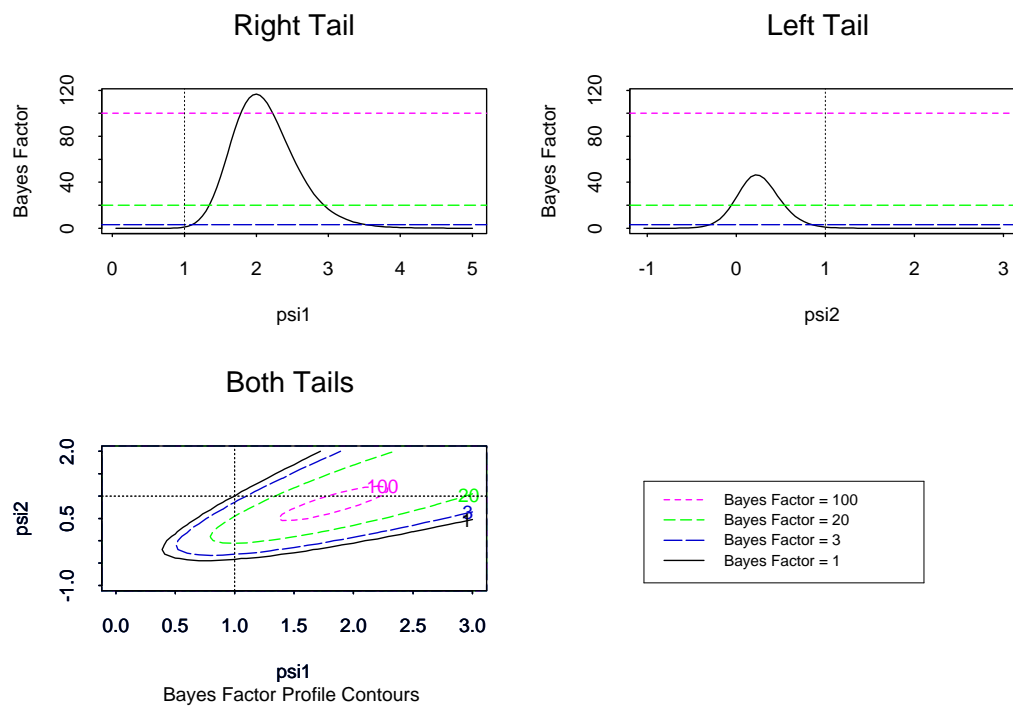 Right Tail
Bayes Factor
120
80
40
0
0 1 2 3 4 5
psi1
Left Tail
Bayes Factor
120
80
40
0
-1 0 1 2 3
psi2
Both Tails
psi2
2.0
0.5
-1.0
100
20
3
1
0.0 0.5 1.0 1.5 2.0 2.5 3.0
psi1
Bayes Factor Profile Contours
Bayes Factor = 100
Bayes Factor = 20
Bayes Factor = 3
Bayes Factor = 1